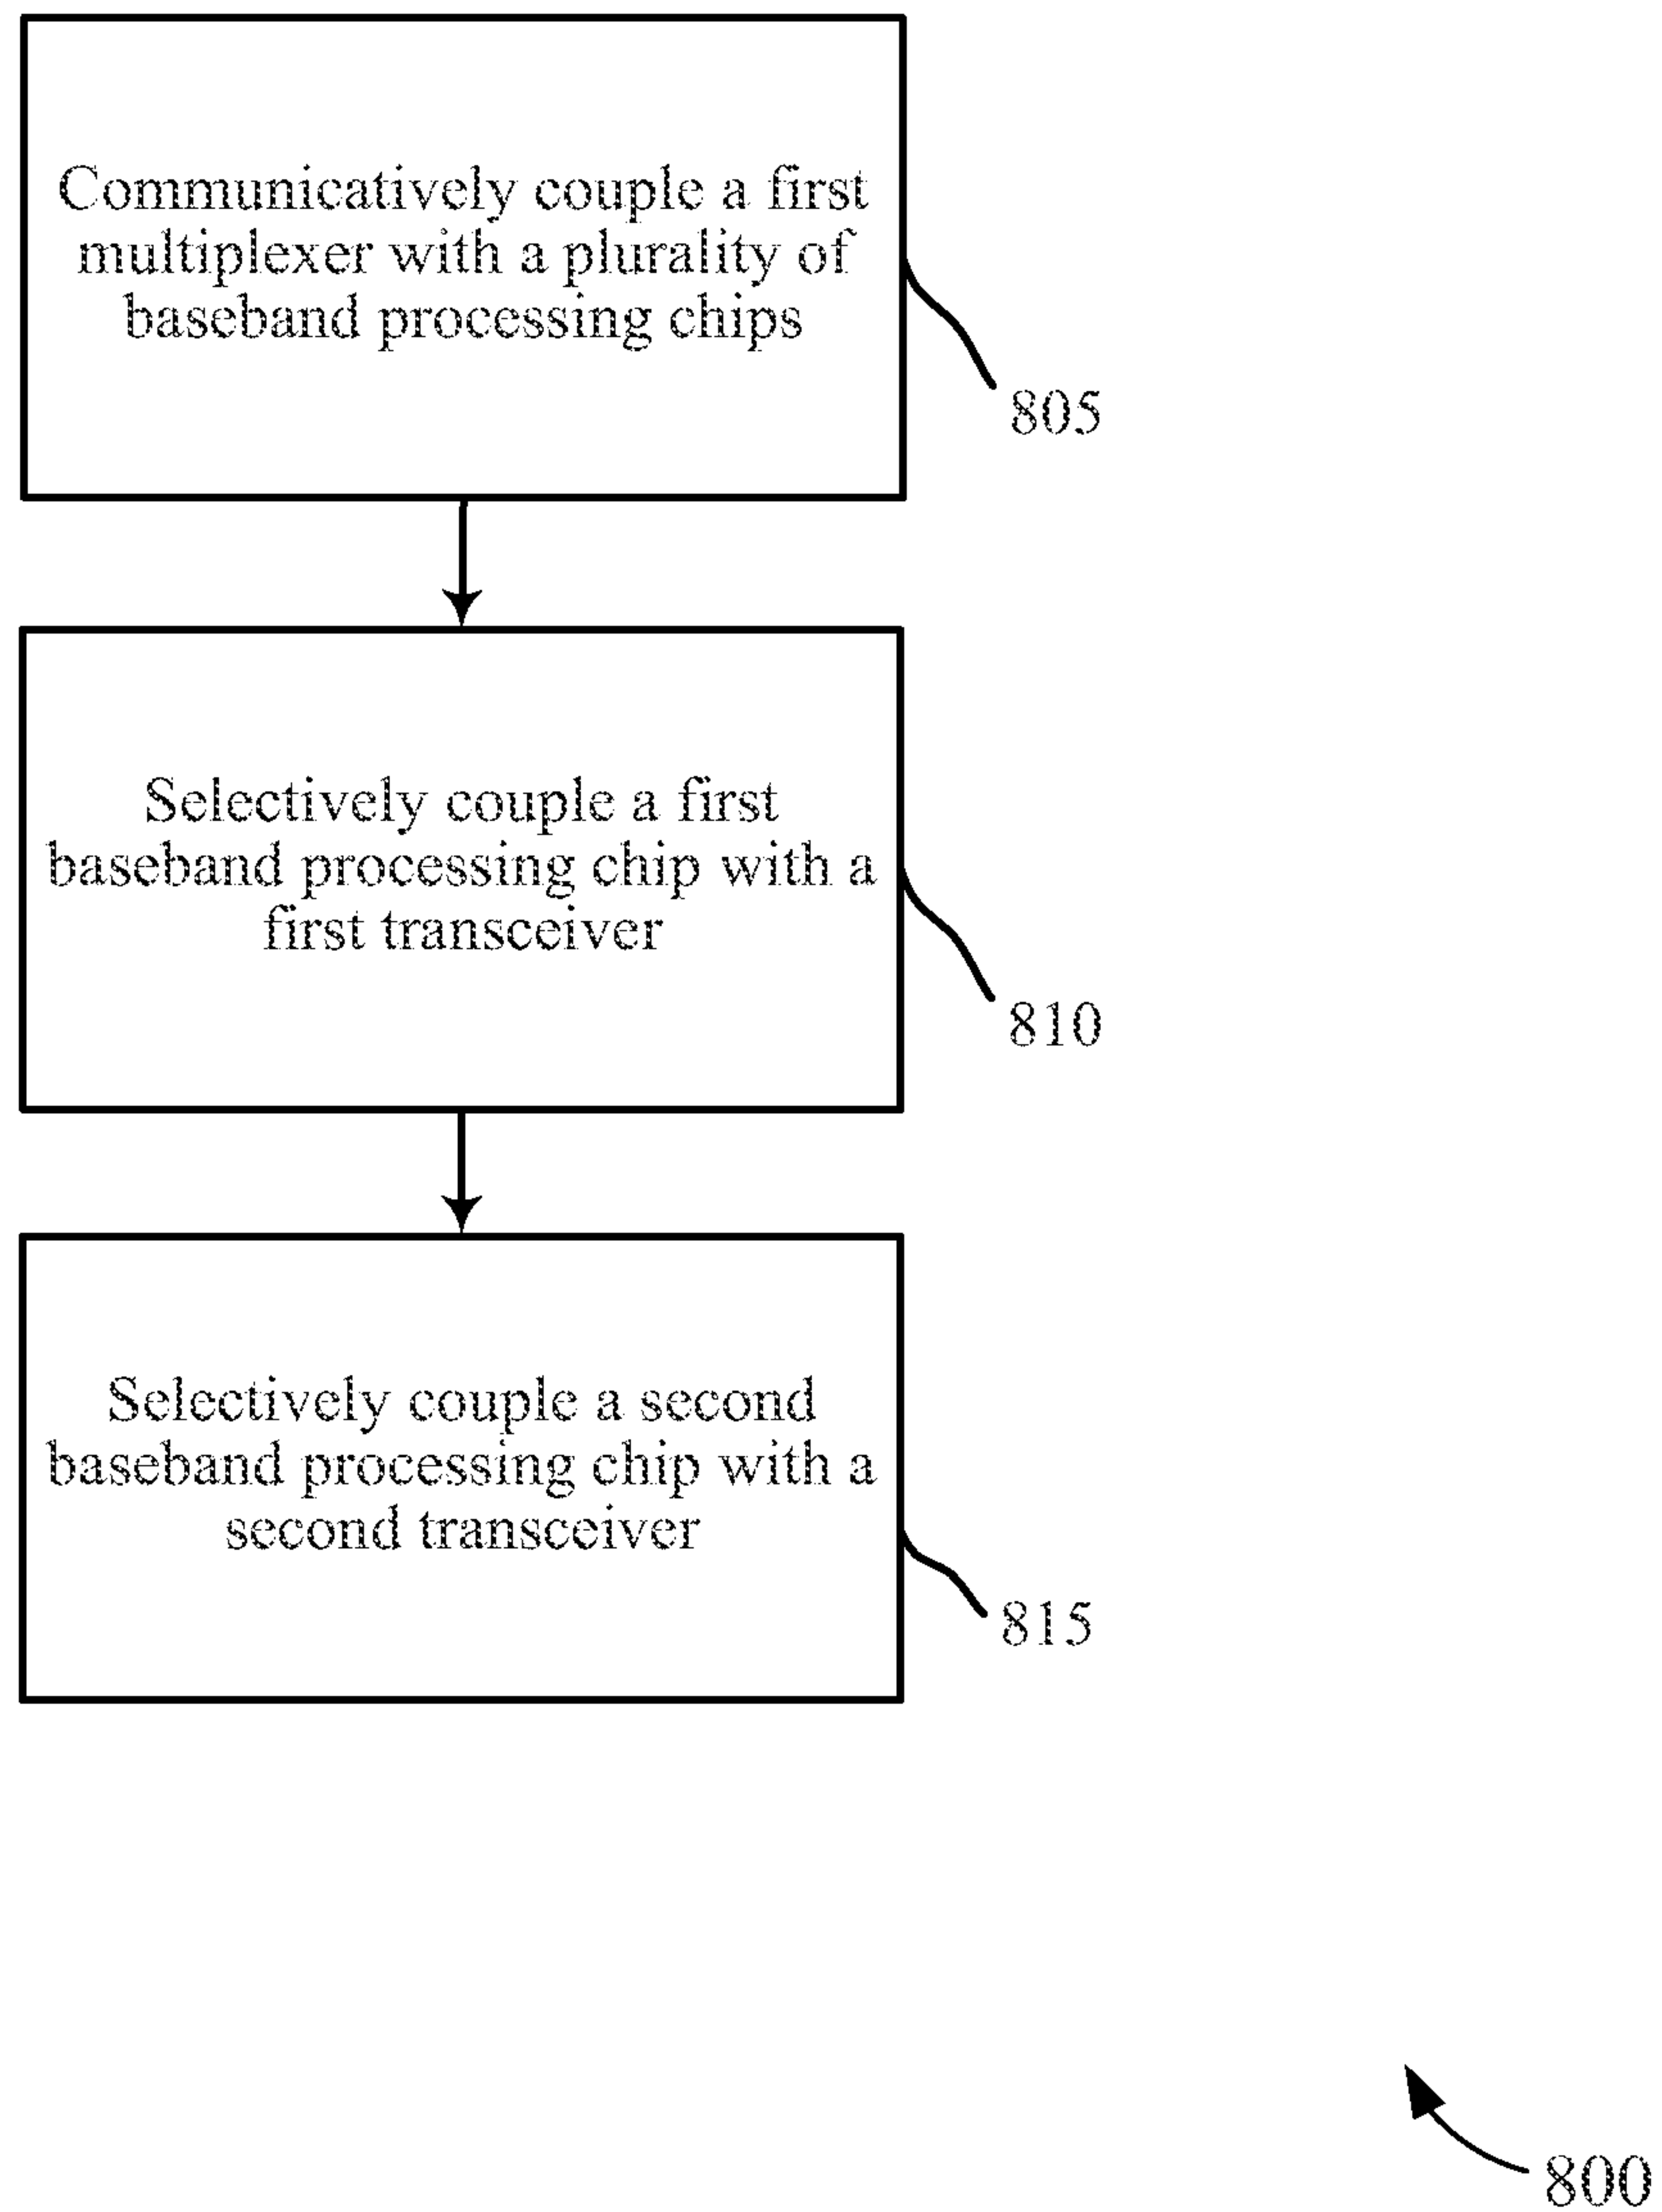 Communicatively couple a first
multiplexer with a plurality of
baseband processing chips
805
Selectively couple a first
baseband processing chip with a
first transceiver
810
Selectively couple a second
baseband processing chip with a
second transceiver
815
800